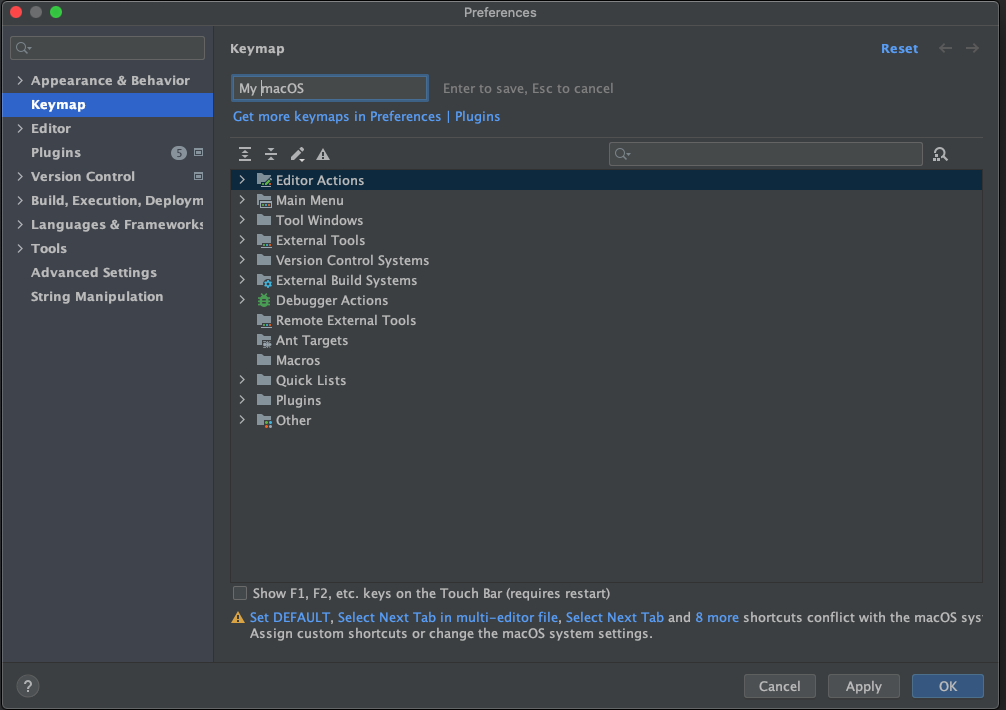 Preferences
Keymap
Reset
My macOS
Enter to save, Esc to cancel
Get more keymaps in Preferences | Plugins
Appearance & Behavior
Keymap
Editor
Plugins 5
Version Control
Build, Execution, Deploym
Languages & Frameworks
Tools
Advanced Settings
String Manipulation
Editor Actions
Main Menu
Tool Windows
External Tools
Version Control Systems
External Build Systems
Debugger Actions
Remote External Tools
Ant Targets
Macros
Quick Lists
Plugins
Other
Show F1, F2, etc. keys on the Touch Bar (requires restart)
Set DEFAULT, Select Next Tab in multi-editor file, Select Next Tab and 8 more shortcuts conflict with the macOS sys
Assign custom shortcuts or change the macOS system settings.
?
Cancel
Apply
OK